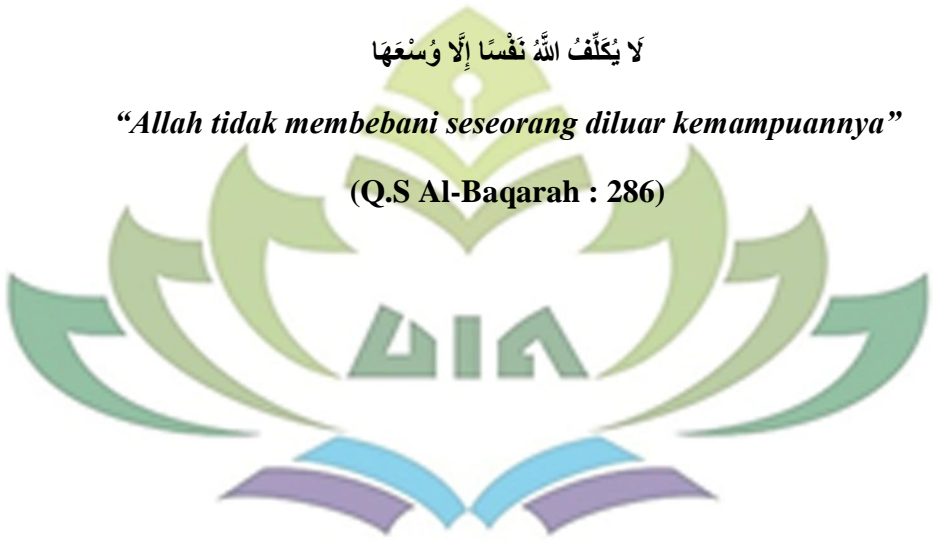 لَا يُكَلِّفُ اللَّهُ نَفْسًا إِلَّا وُسْعَهَا
“Allah tidak membebani seseorang diluar kemampuannya”
(Q.S Al-Baqarah : 286)
UIN